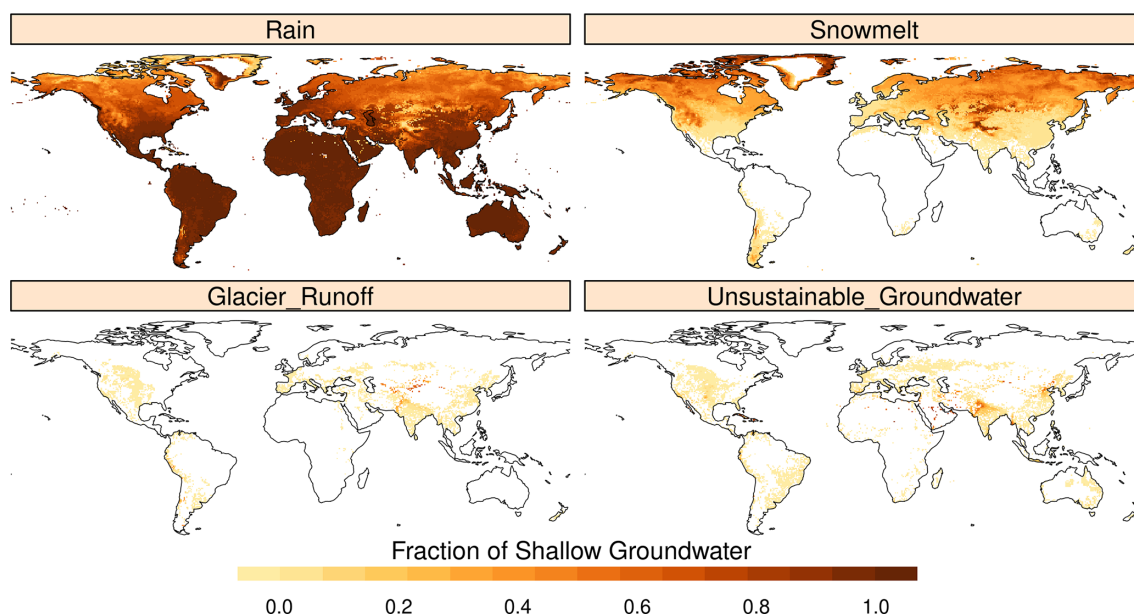 Rain
Snowmelt
Glacier_Runoff
Unsustainable_Groundwater
Fraction of Shallow Groundwater
0.0 0.2 0.4 0.6 0.8 1.0